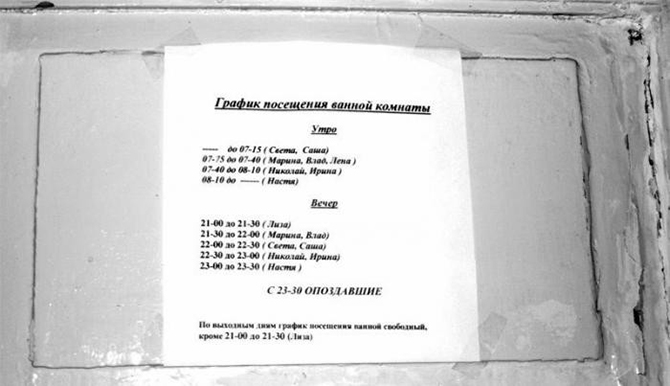 График посещения ванной комнаты
Утро
----- до 07-15 ( Света, Саша)
07-75 до 07-40 ( Марина, Влад, Лена )
07-40 до 08-10 ( Николай, Ирина )
08-10 до ------ ( Настя)
Вечер
21-00 до 21-30 ( Лиза)
21-30 до 22-00 ( Марина, Влад)
22-00 до 22-30 ( Света, Саша)
22-30 до 23-00 ( Николай, Ирина)
23-00 до 23-30 ( Настя )
С 23-30 ОПОЗДАВШИЕ
По выходным дням график посещения ванной свободный,
кроме 21-00 до 21-30 (Лиза)